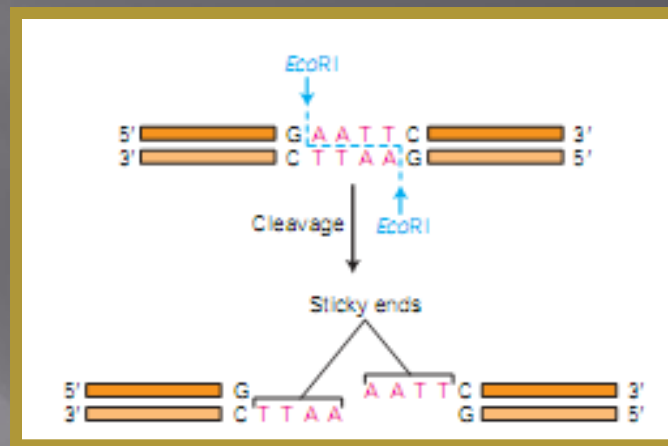 EcoRI
5′ G A A T T C 3′
3′ C T T A A G 5′
Cleavage
EcoRI
Sticky ends
5′ G A A T T C 3′
3′ C T T A A G 5′